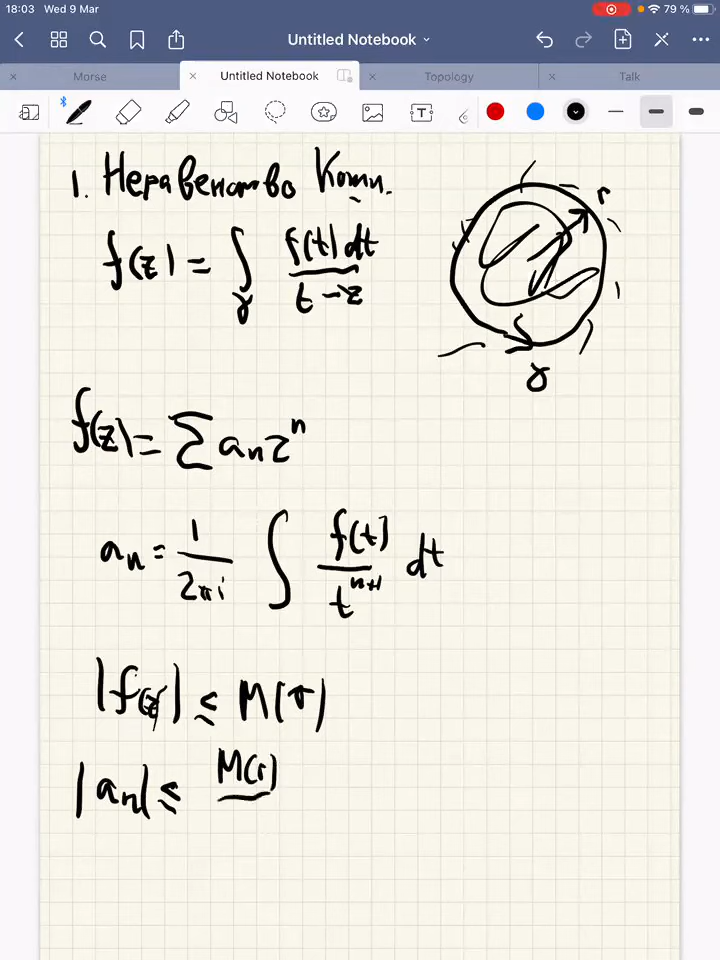 18:03 Wed 9 Mar
79 %
Untitled Notebook
Morse
Untitled Notebook
Topology
Talk
1. Неравенство Коши.
r
f(z) = ∫γ f(t)dt / t − z
γ
f(z) = Σ aₙzⁿ
aₙ = 1/2πi ∫ f(t)/tⁿ⁺¹ dt
|f(z)| ≤ M(r)
|aₙ| ≤ M(r)